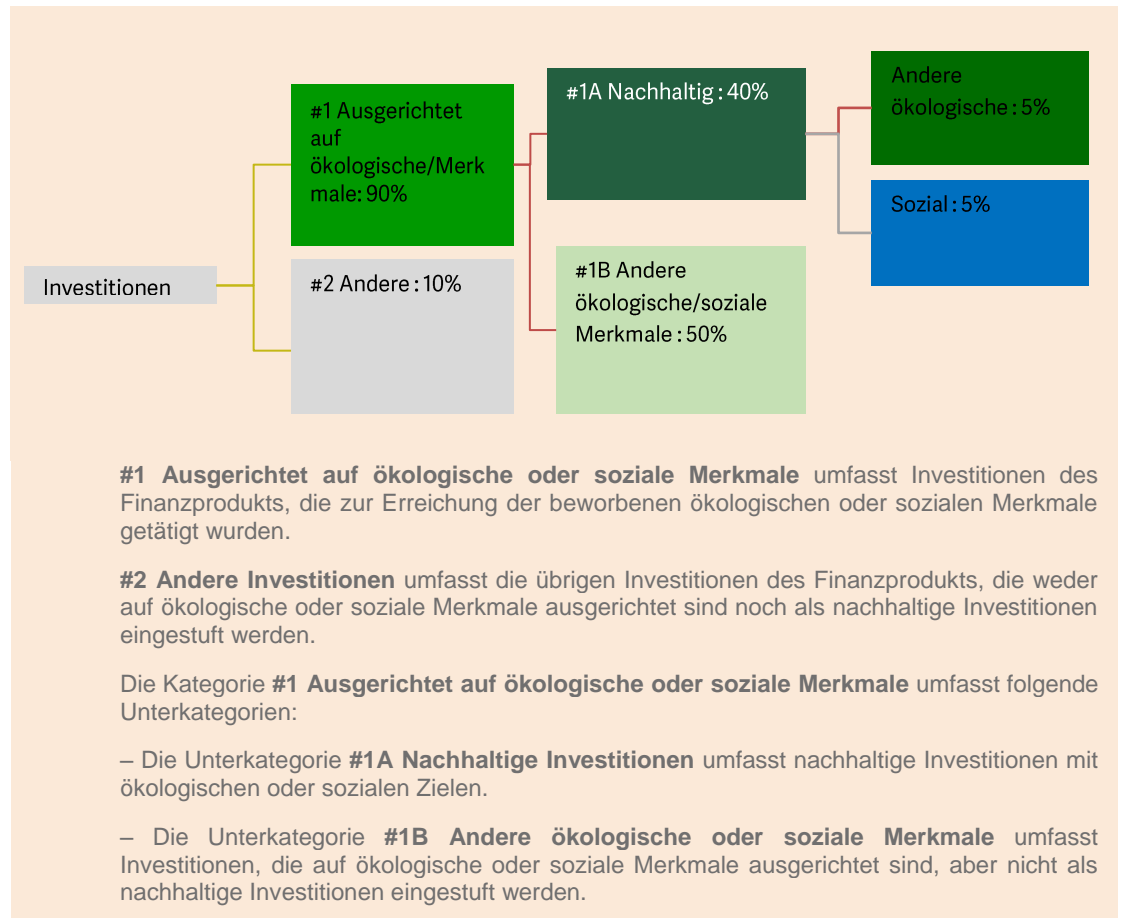 #1 Ausgerichtet
auf
ökologische/Merk
male: 90%
#1A Nachhaltig : 40%
Andere
ökologische : 5%
Sozial : 5%
Investitionen
#2 Andere : 10%
#1B Andere
ökologische/soziale
Merkmale : 50%
#1 Ausgerichtet auf ökologische oder soziale Merkmale umfasst Investitionen des
Finanzprodukts, die zur Erreichung der beworbenen ökologischen oder sozialen Merkmale
getätigt wurden.
#2 Andere Investitionen umfasst die übrigen Investitionen des Finanzprodukts, die weder
auf ökologische oder soziale Merkmale ausgerichtet sind noch als nachhaltige Investitionen
eingestuft werden.
Die Kategorie #1 Ausgerichtet auf ökologische oder soziale Merkmale umfasst folgende
Unterkategorien:
– Die Unterkategorie #1A Nachhaltige Investitionen umfasst nachhaltige Investitionen mit
ökologischen oder sozialen Zielen.
– Die Unterkategorie #1B Andere ökologische oder soziale Merkmale umfasst
Investitionen, die auf ökologische oder soziale Merkmale ausgerichtet sind, aber nicht als
nachhaltige Investitionen eingestuft werden.